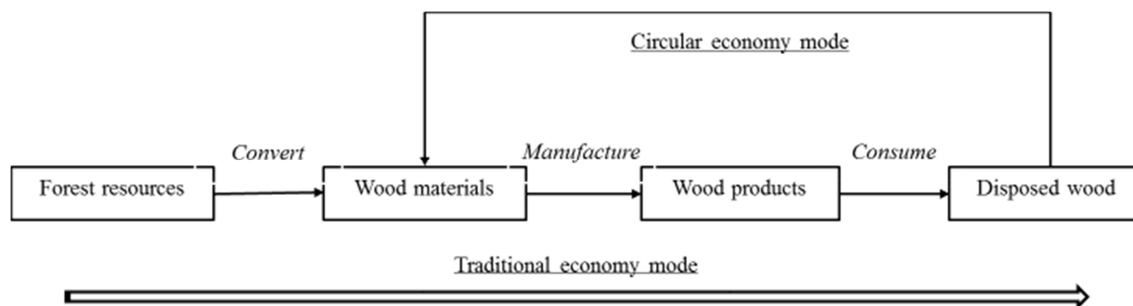 Circular economy mode
Convert
Manufacture
Consume
Forest resources
Wood materials
Wood products
Disposed wood
Traditional economy mode